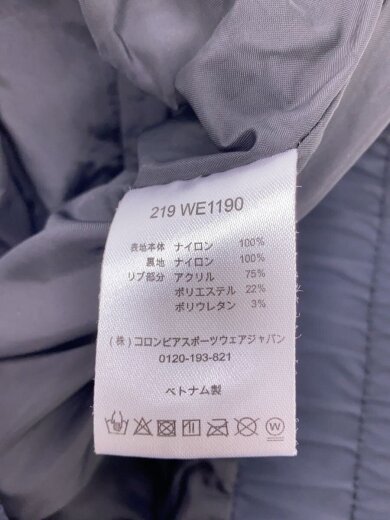 219 WE1190
表地本体 ナイロン 100%
裏地 ナイロン 100%
リブ部分 アクリル 75%
ポリエステル 22%
ポリウレタン 3%
(株)コロンビアスポーツウェアジャパン
0120-193-821
ベトナム製